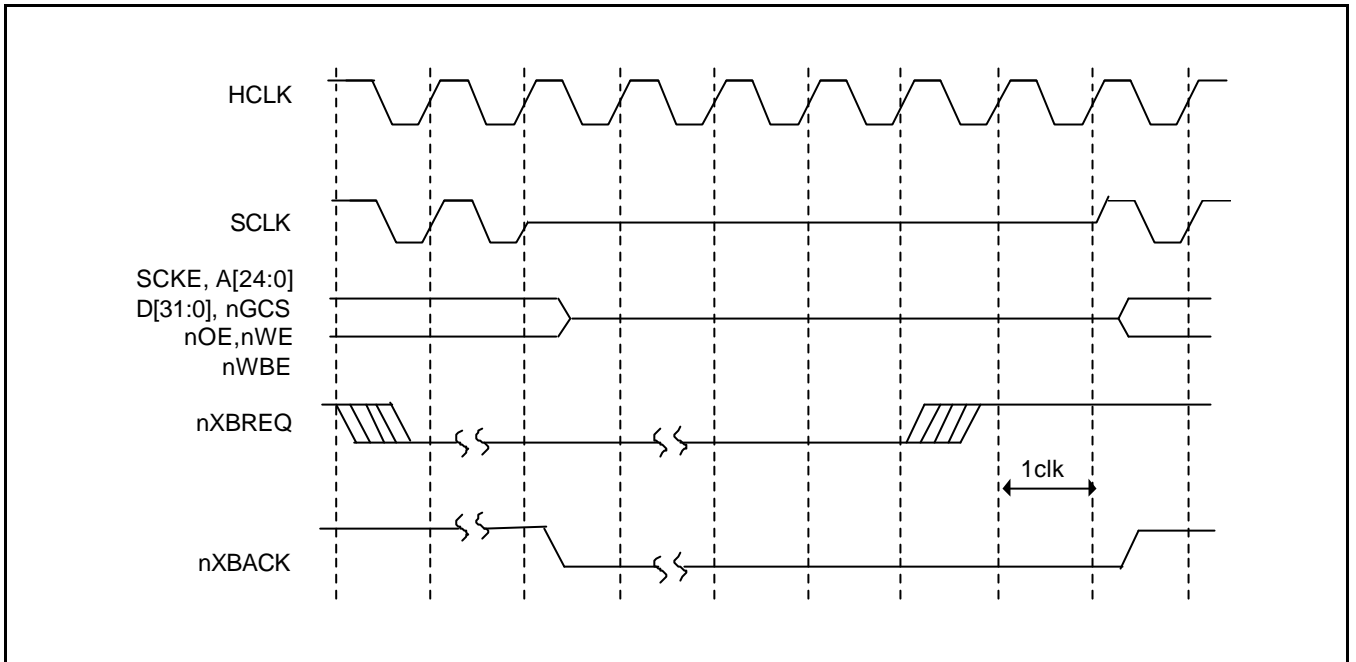 HCLK
SCLK
SCKE, A[24:0]
D[31:0], nGCS
nOE,nWE
nWBE
nXBREQ
1clk
nXBACK